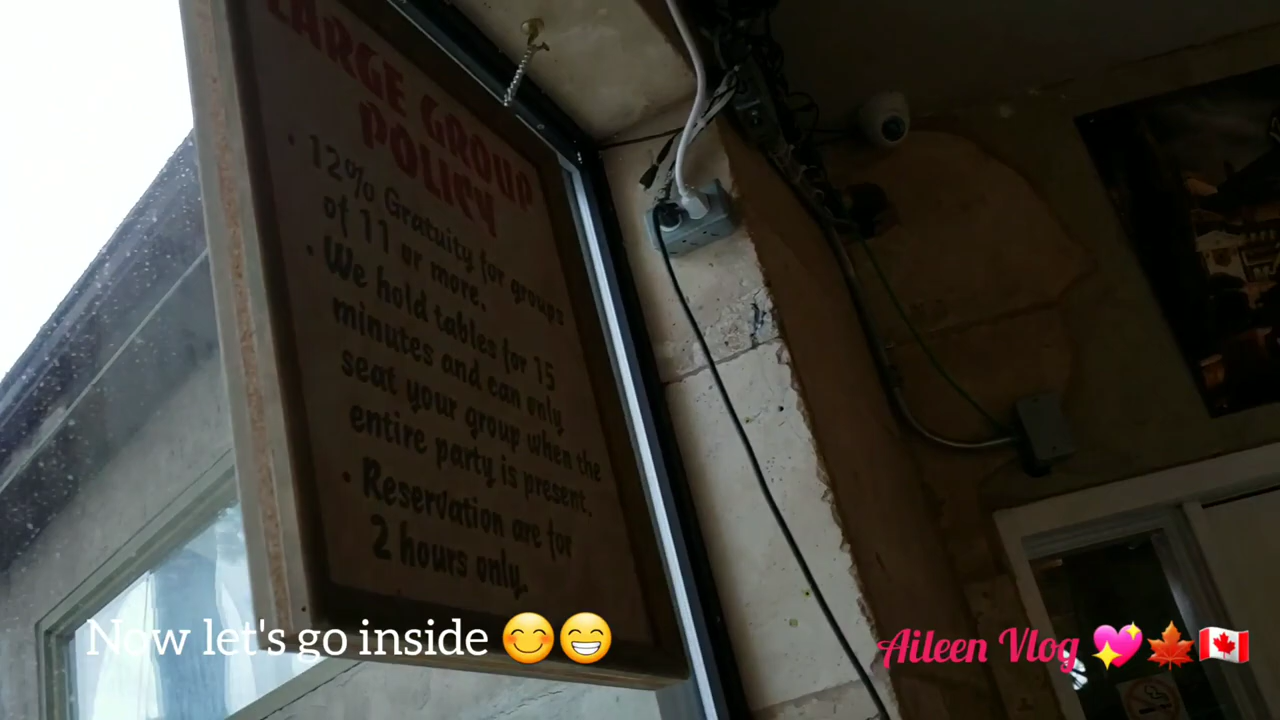 LARGE GROUP
POLICY
• 12% Gratuity for groups
of 11 or more.
• We hold tables for 15
minutes and can only
seat your group when the
entire party is present.
• Reservation are for
2 hours only.
Now let's go inside 😊😁
Aileen Vlog 💖🍁🇨🇦